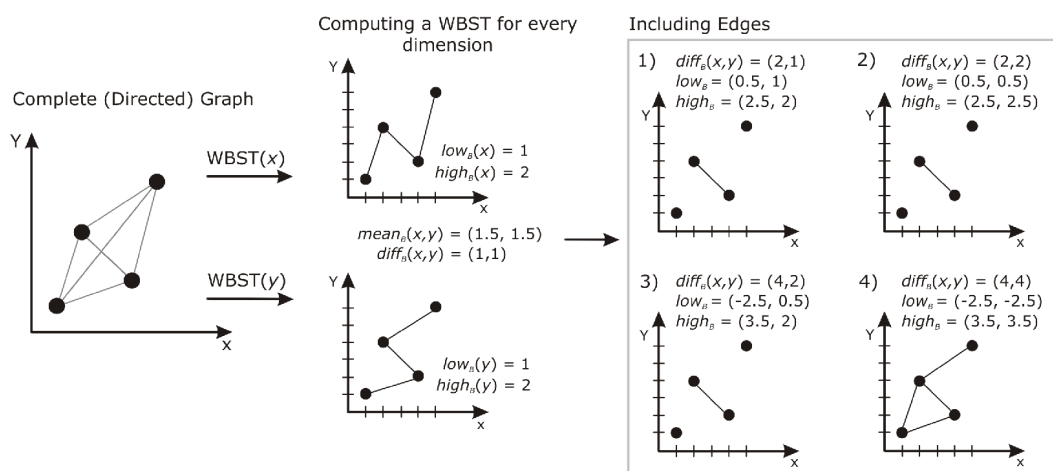 Complete (Directed) Graph
Y
x
WBST(x)
WBST(y)
Computing a WBST for every
dimension
Y
low_B(x) = 1
high_B(x) = 2
x
mean_B(x,y) = (1.5, 1.5)
diff_B(x,y) = (1,1)
Y
low_B(y) = 1
high_B(y) = 2
x
Including Edges
1) diff_B(x,y) = (2,1)
low_B = (0.5, 1)
high_B = (2.5, 2)
Y
x
2) diff_B(x,y) = (2,2)
low_B = (0.5, 0.5)
high_B = (2.5, 2.5)
Y
x
3) diff_B(x,y) = (4,2)
low_B = (-2.5, 0.5)
high_B = (3.5, 2)
Y
x
4) diff_B(x,y) = (4,4)
low_B = (-2.5, -2.5)
high_B = (3.5, 3.5)
Y
x